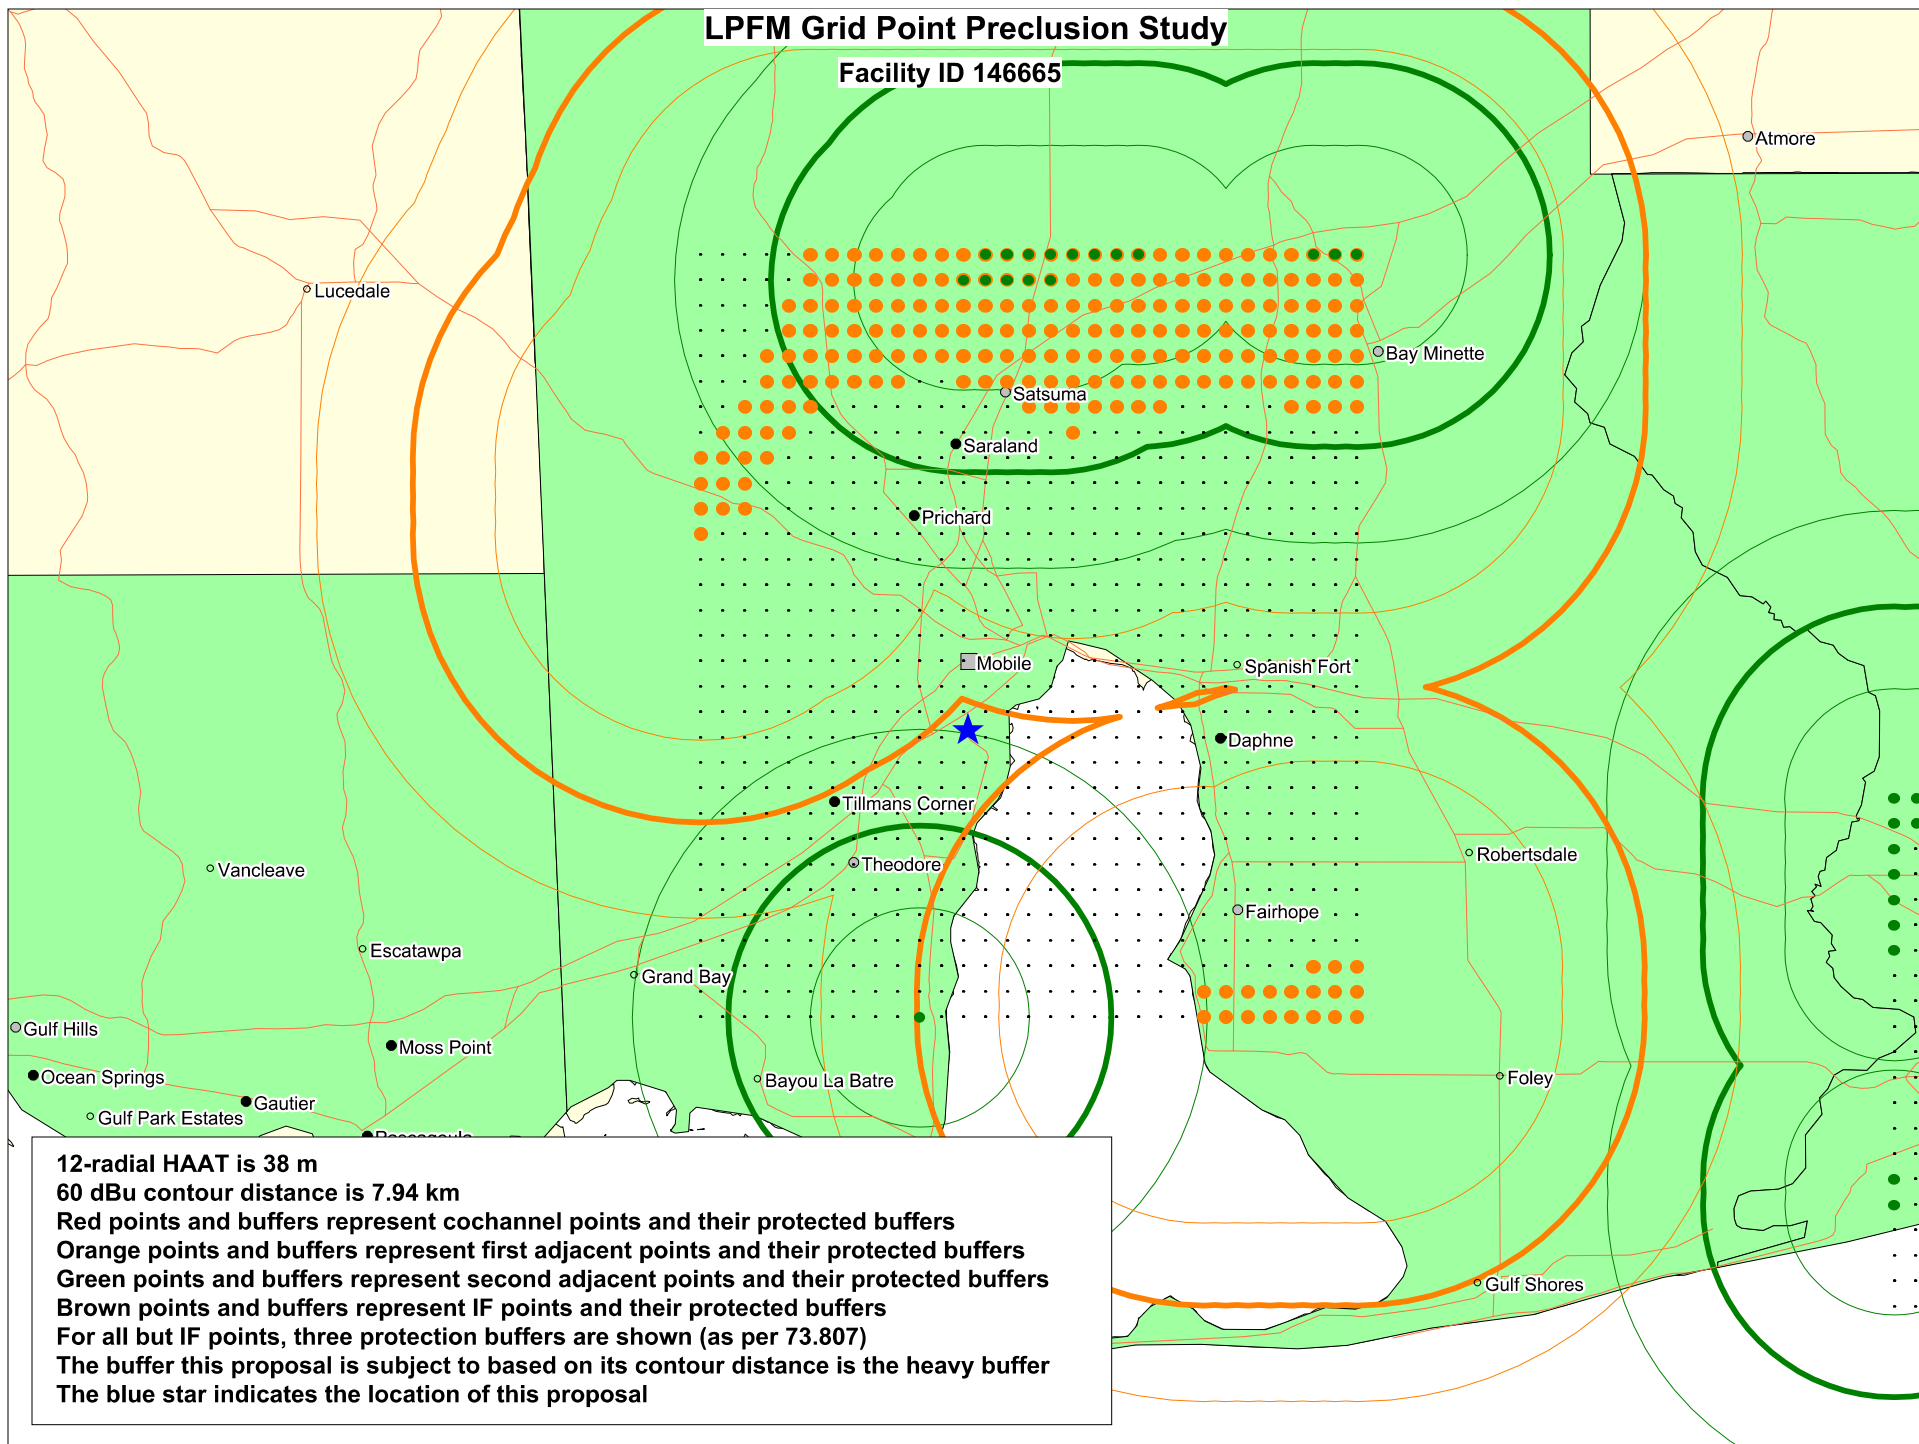 LPFM Grid Point Preclusion Study
Facility ID 146665
Atmore
Lucedale
Bay Minette
Satsuma
Saraland
Prichard
Mobile
Spanish Fort
Daphne
Tillmans Corner
Theodore
Robertsdale
Vancleave
Fairhope
Escatawpa
Grand Bay
Gulf Hills
Moss Point
Ocean Springs
Bayou La Batre
Foley
Gautier
Gulf Park Estates
Pascagoula
Gulf Shores
12-radial HAAT is 38 m
60 dBu contour distance is 7.94 km
Red points and buffers represent cochannel points and their protected buffers
Orange points and buffers represent first adjacent points and their protected buffers
Green points and buffers represent second adjacent points and their protected buffers
Brown points and buffers represent IF points and their protected buffers
For all but IF points, three protection buffers are shown (as per 73.807)
The buffer this proposal is subject to based on its contour distance is the heavy buffer
The blue star indicates the location of this proposal